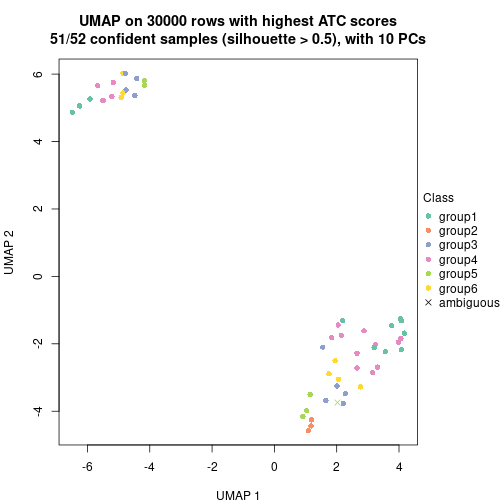 UMAP on 30000 rows with highest ATC scores
51/52 confident samples (silhouette > 0.5), with 10 PCs
6
4
2
0
-2
-4
UMAP 2
-6
-4
-2
0
2
4
UMAP 1
Class
group1
group2
group3
group4
group5
group6
ambiguous